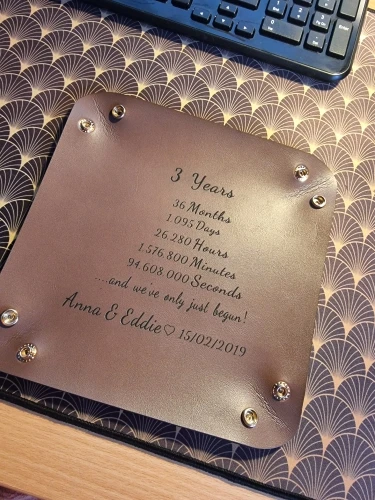 3 Years
36 Months
1.095 Days
26.280 Hours
1.576.800 Minutes
94.608.000 Seconds
....and we've only just begun!
Anna & Eddie♡ 15/02/2019